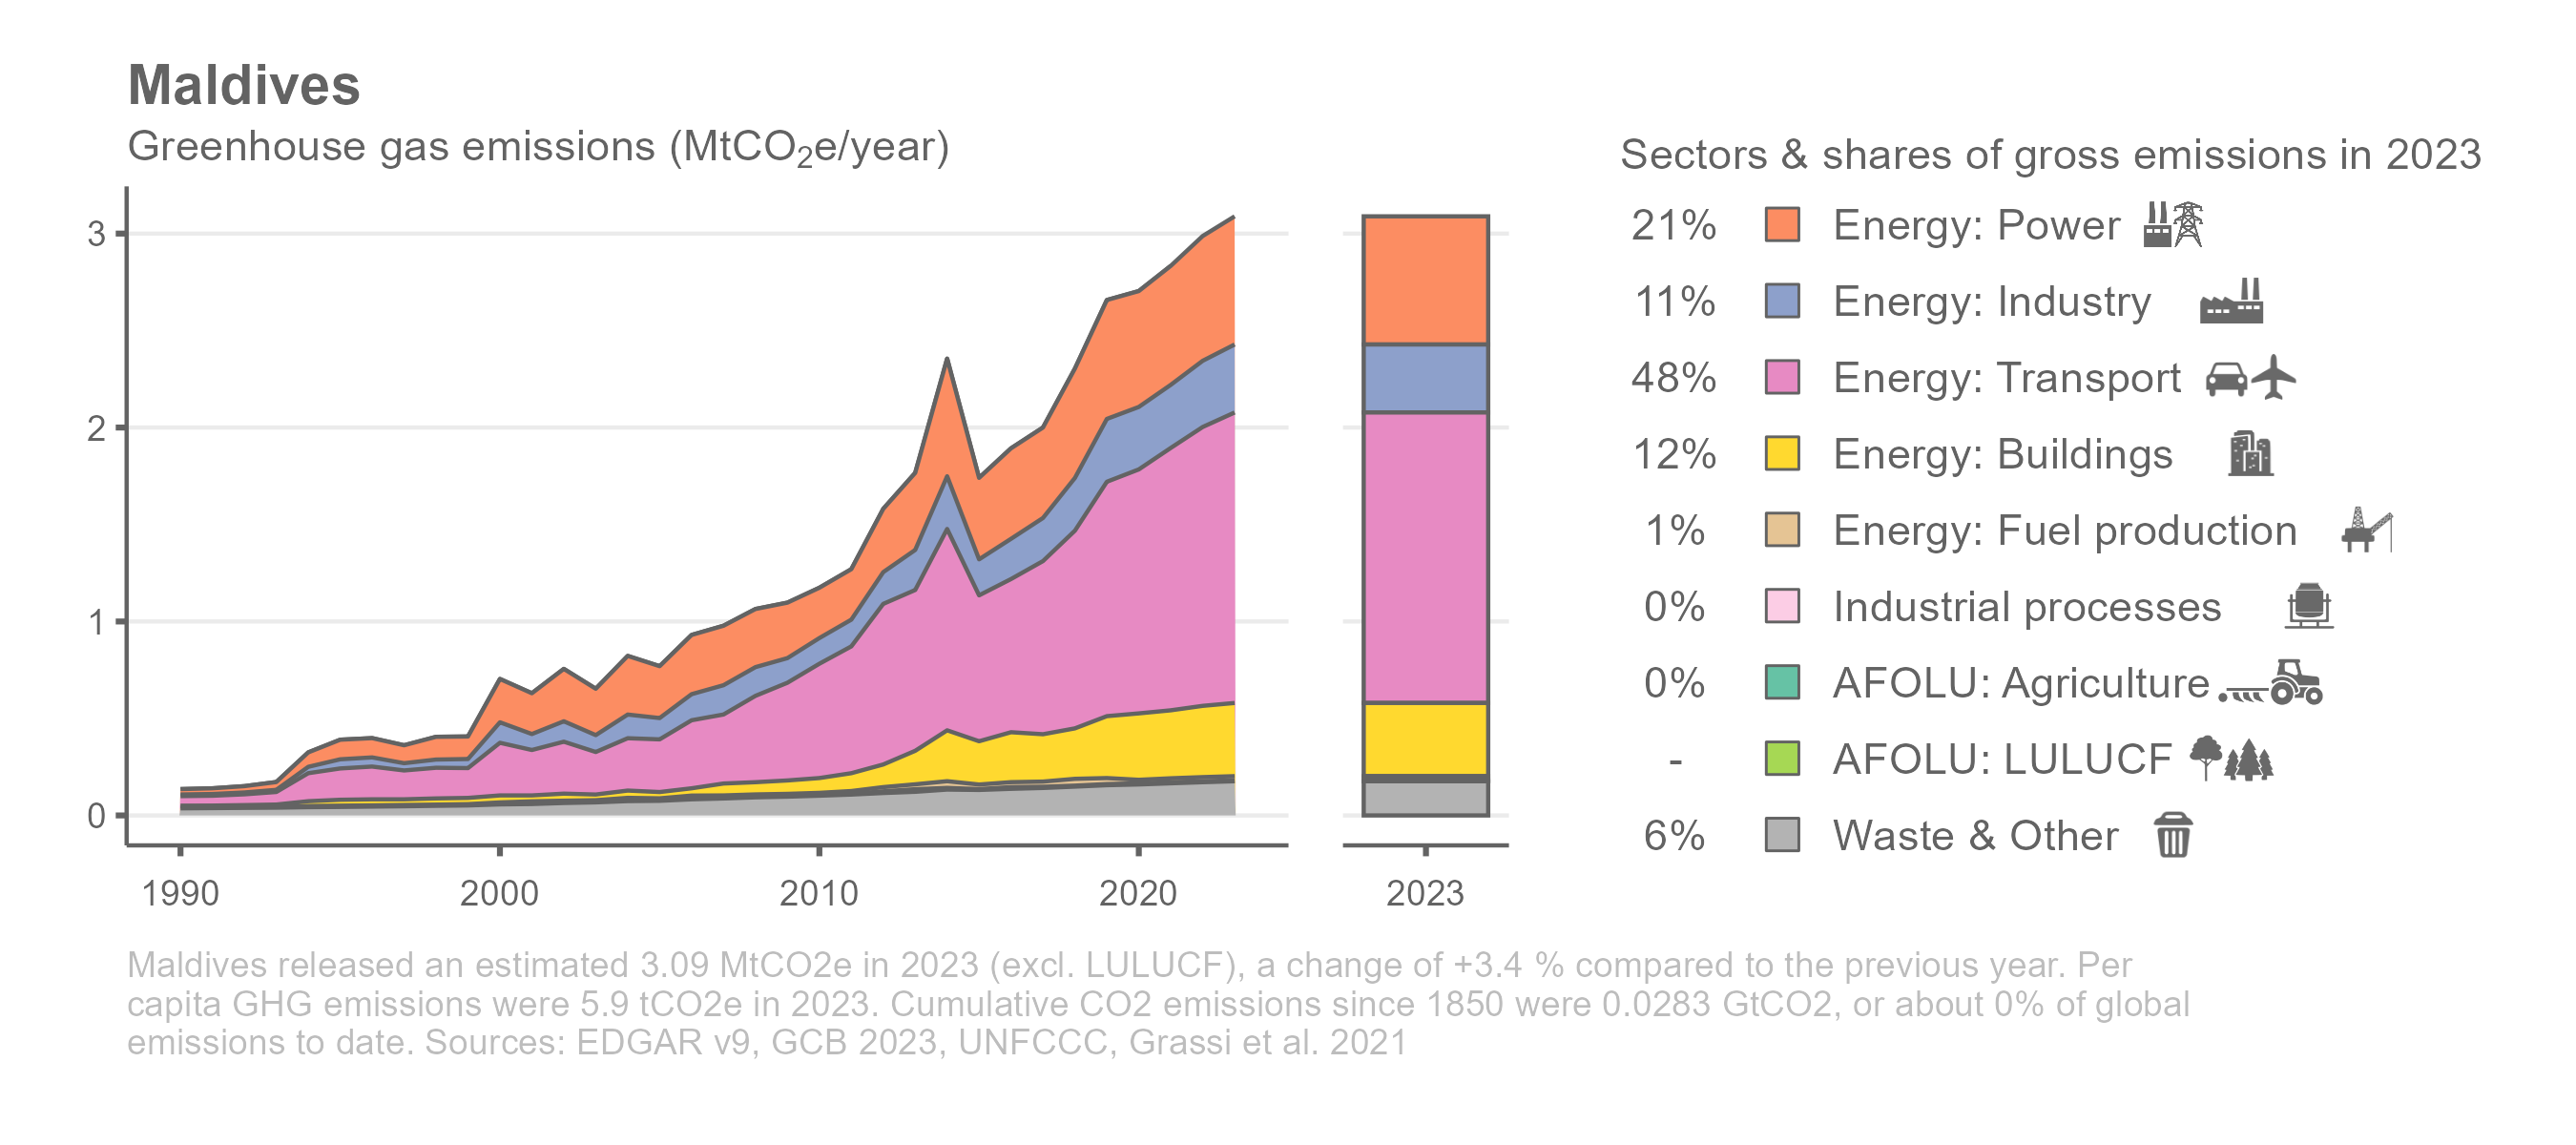 Maldives
Greenhouse gas emissions (MtCO₂e/year)
3
2
1
0
1990
2000
2010
2020
2023
Sectors & shares of gross emissions in 2023
21% Energy: Power
11% Energy: Industry
48% Energy: Transport
12% Energy: Buildings
1% Energy: Fuel production
0% Industrial processes
0% AFOLU: Agriculture
- AFOLU: LULUCF
6% Waste & Other
Maldives released an estimated 3.09 MtCO2e in 2023 (excl. LULUCF), a change of +3.4 % compared to the previous year. Per
capita GHG emissions were 5.9 tCO2e in 2023. Cumulative CO2 emissions since 1850 were 0.0283 GtCO2, or about 0% of global
emissions to date. Sources: EDGAR v9, GCB 2023, UNFCCC, Grassi et al. 2021